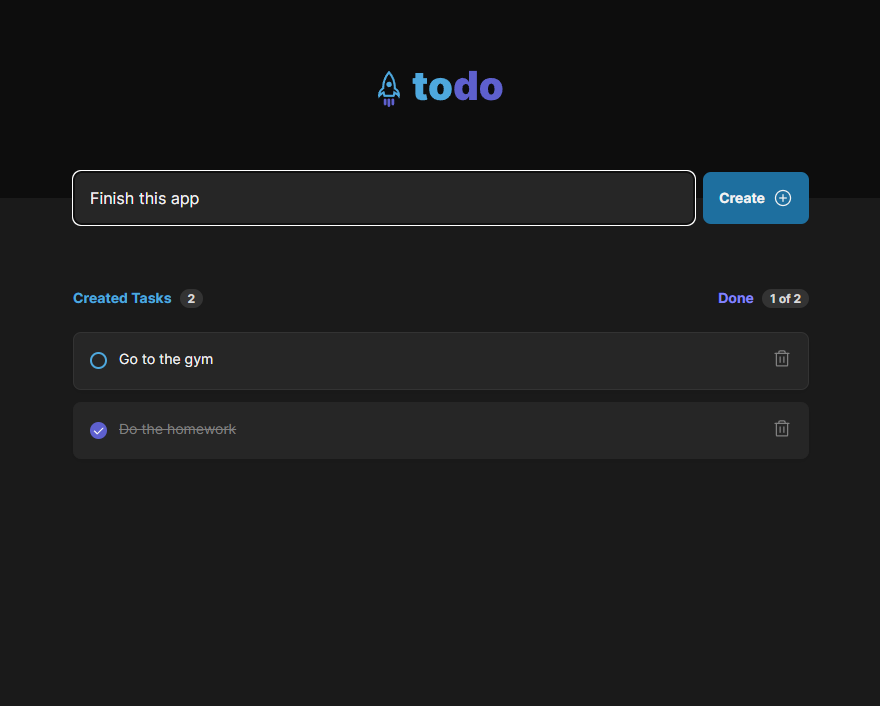 todo
Finish this app
Create
Created Tasks 2
Done 1 of 2
Go to the gym
Do the homework